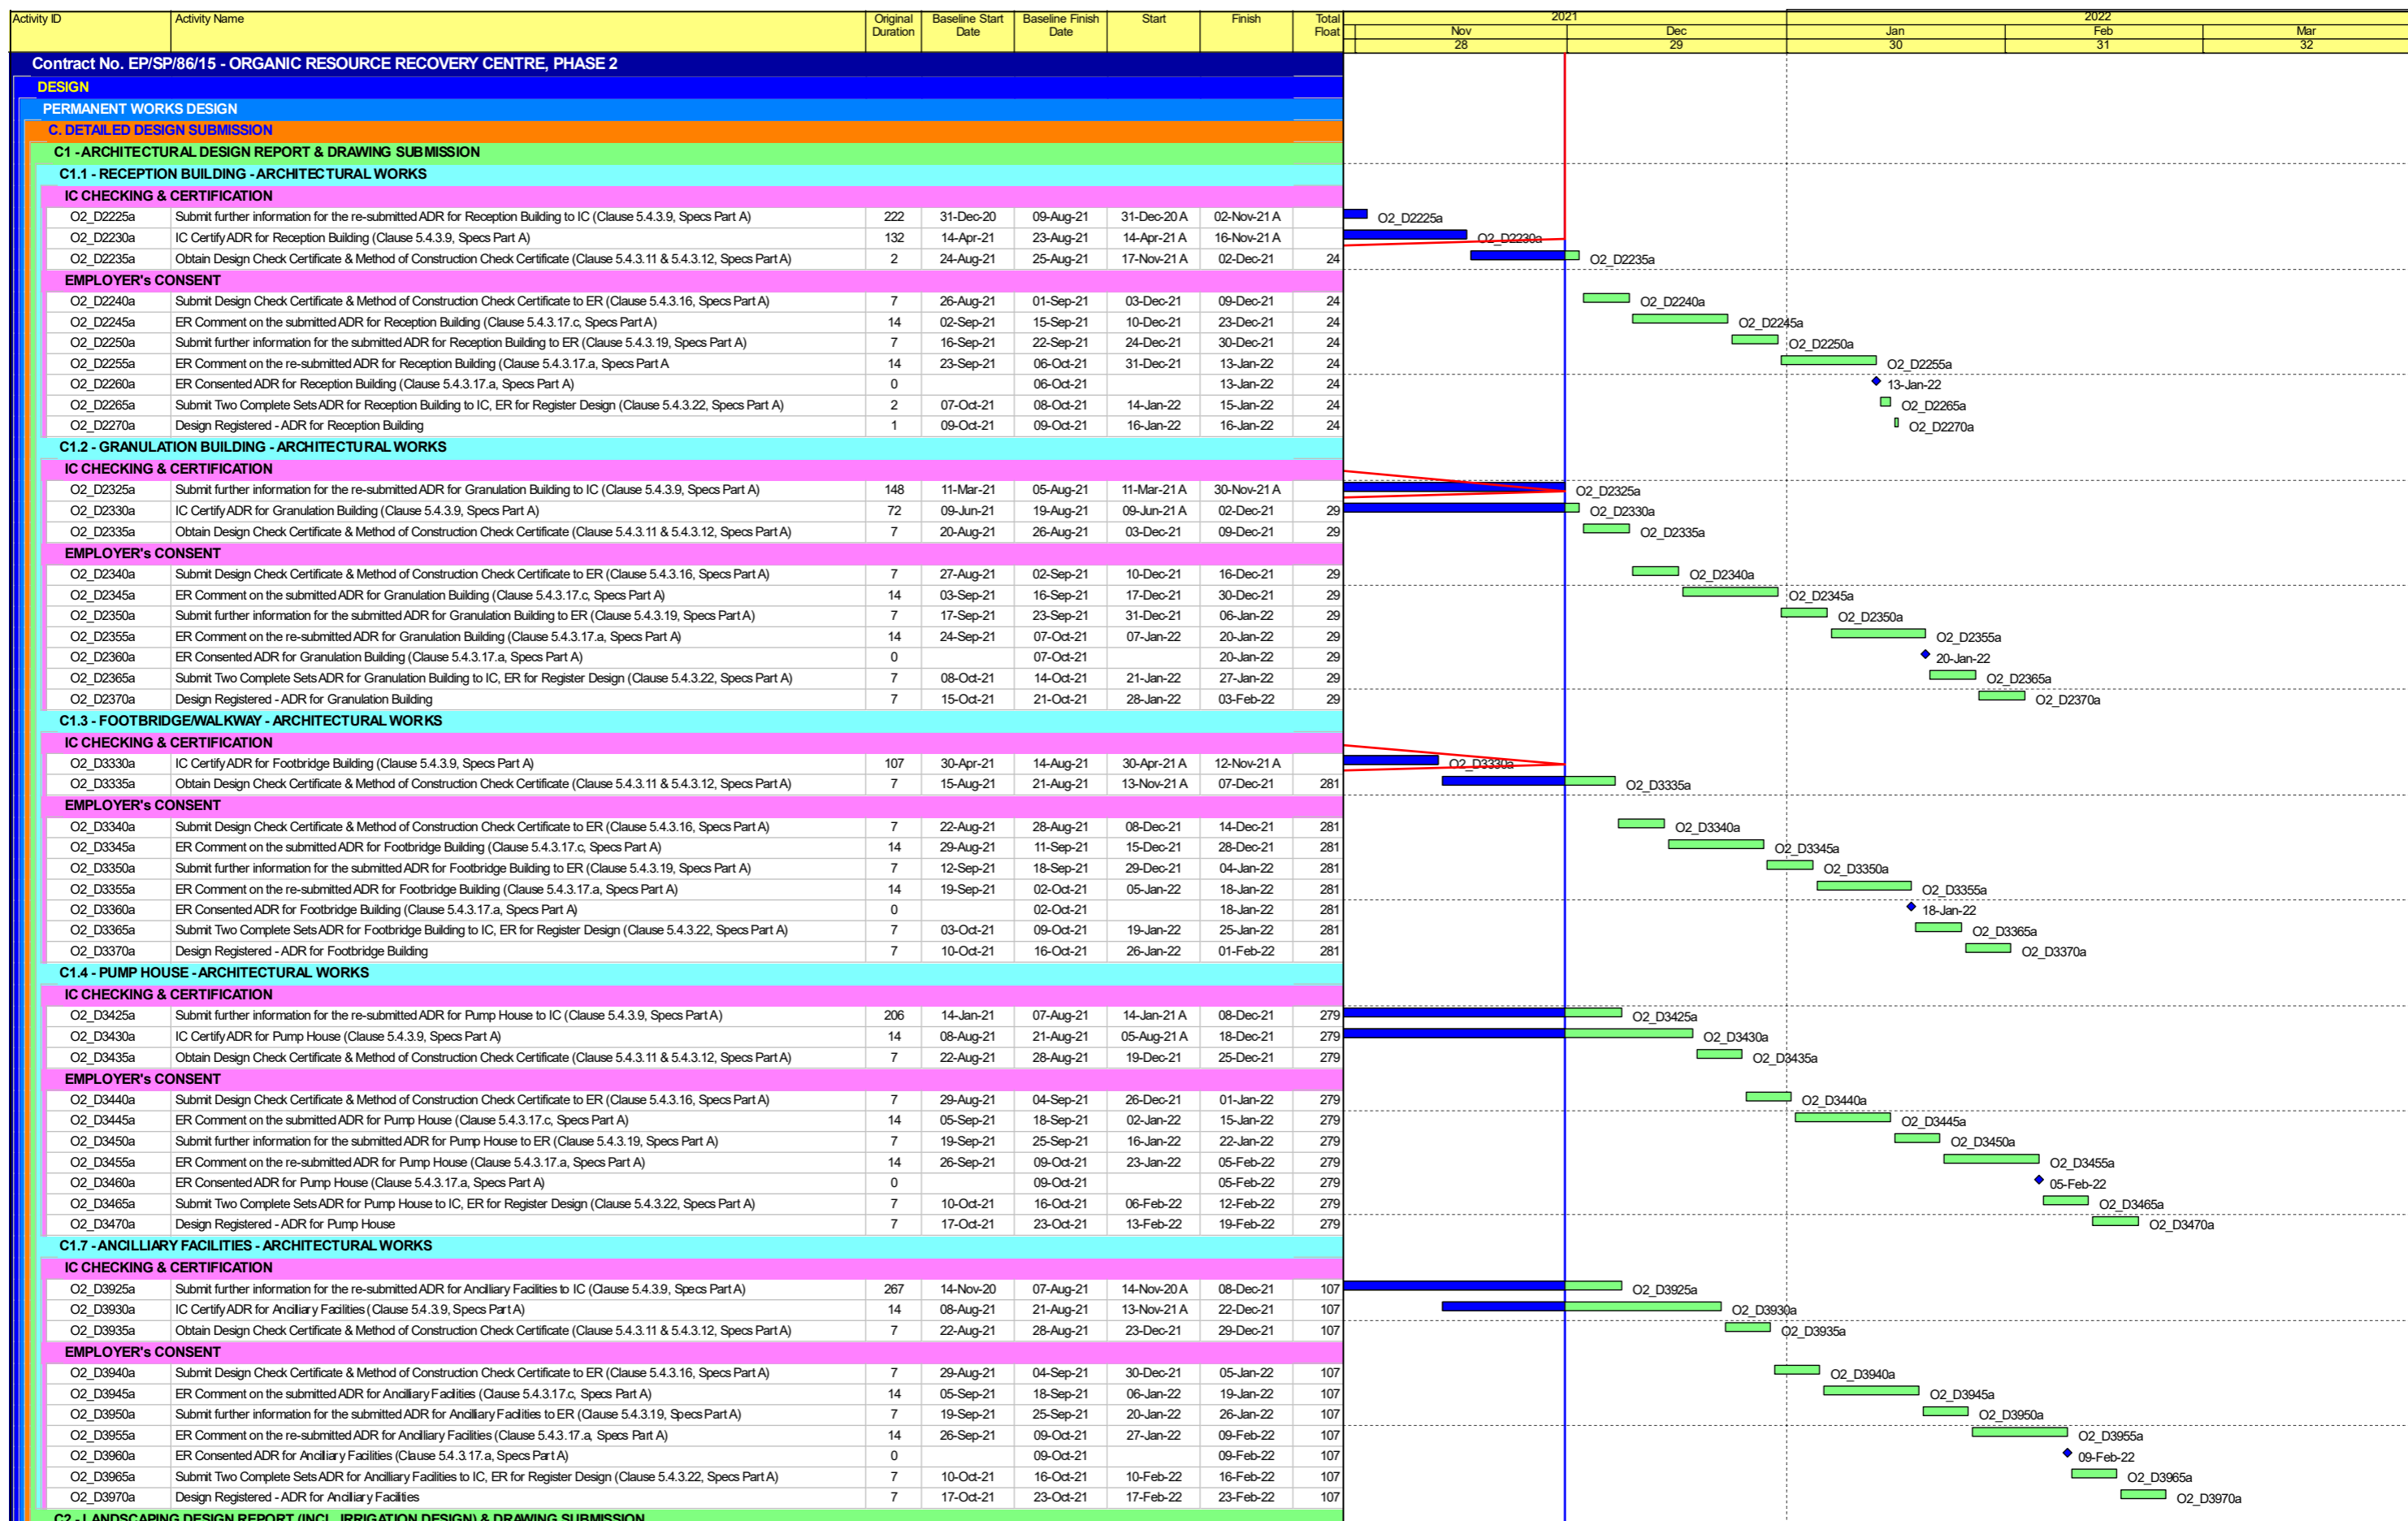 Activity ID Activity Name Original Duration Baseline Start Date Baseline Finish Date Start Finish Total Float 2021 2022
Nov Dec Jan Feb Mar
28 29 30 31 32
Contract No. EP/SP/86/15 - ORGANIC RESOURCE RECOVERY CENTRE, PHASE 2
DESIGN
PERMANENT WORKS DESIGN
C. DETAILED DESIGN SUBMISSION
C1 - ARCHITECTURAL DESIGN REPORT & DRAWING SUBMISSION
C1.1 - RECEPTION BUILDING - ARCHITECTURAL WORKS
IC CHECKING & CERTIFICATION
O2_D2225a Submit further information for the re-submitted ADR for Reception Building to IC (Clause 5.4.3.9, Specs Part A) 222 31-Dec-20 09-Aug-21 31-Dec-20 A 02-Nov-21 A O2_D2225a
O2_D2230a IC Certify ADR for Reception Building (Clause 5.4.3.9, Specs Part A) 132 14-Apr-21 23-Aug-21 14-Apr-21 A 16-Nov-21 A O2_D2230a
O2_D2235a Obtain Design Check Certificate & Method of Construction Check Certificate (Clause 5.4.3.11 & 5.4.3.12, Specs Part A) 2 24-Aug-21 25-Aug-21 17-Nov-21 A 02-Dec-21 24 O2_D2235a
EMPLOYER's CONSENT
O2_D2240a Submit Design Check Certificate & Method of Construction Check Certificate to ER (Clause 5.4.3.16, Specs Part A) 7 26-Aug-21 01-Sep-21 03-Dec-21 09-Dec-21 24 O2_D2240a
O2_D2245a ER Comment on the submitted ADR for Reception Building (Clause 5.4.3.17.c, Specs Part A) 14 02-Sep-21 15-Sep-21 10-Dec-21 23-Dec-21 24 O2_D2245a
O2_D2250a Submit further information for the submitted ADR for Reception Building to ER (Clause 5.4.3.19, Specs Part A) 7 16-Sep-21 22-Sep-21 24-Dec-21 30-Dec-21 24 O2_D2250a
O2_D2255a ER Comment on the re-submitted ADR for Reception Building (Clause 5.4.3.17.a, Specs Part A 14 23-Sep-21 06-Oct-21 31-Dec-21 13-Jan-22 24 O2_D2255a
O2_D2260a ER Consented ADR for Reception Building (Clause 5.4.3.17.a, Specs Part A) 0 06-Oct-21 13-Jan-22 24 13-Jan-22
O2_D2265a Submit Two Complete Sets ADR for Reception Building to IC, ER for Register Design (Clause 5.4.3.22, Specs Part A) 2 07-Oct-21 08-Oct-21 14-Jan-22 15-Jan-22 24 O2_D2265a
O2_D2270a Design Registered - ADR for Reception Building 1 09-Oct-21 09-Oct-21 16-Jan-22 16-Jan-22 24 O2_D2270a
C1.2 - GRANULATION BUILDING - ARCHITECTURAL WORKS
IC CHECKING & CERTIFICATION
O2_D2325a Submit further information for the re-submitted ADR for Granulation Building to IC (Clause 5.4.3.9, Specs Part A) 148 11-Mar-21 05-Aug-21 11-Mar-21 A 30-Nov-21 A O2_D2325a
O2_D2330a IC Certify ADR for Granulation Building (Clause 5.4.3.9, Specs Part A) 72 09-Jun-21 19-Aug-21 09-Jun-21 A 02-Dec-21 29 O2_D2330a
O2_D2335a Obtain Design Check Certificate & Method of Construction Check Certificate (Clause 5.4.3.11 & 5.4.3.12, Specs Part A) 7 20-Aug-21 26-Aug-21 03-Dec-21 09-Dec-21 29 O2_D2335a
EMPLOYER's CONSENT
O2_D2340a Submit Design Check Certificate & Method of Construction Check Certificate to ER (Clause 5.4.3.16, Specs Part A) 7 27-Aug-21 02-Sep-21 10-Dec-21 16-Dec-21 29 O2_D2340a
O2_D2345a ER Comment on the submitted ADR for Granulation Building (Clause 5.4.3.17.c, Specs Part A) 14 03-Sep-21 16-Sep-21 17-Dec-21 30-Dec-21 29 O2_D2345a
O2_D2350a Submit further information for the submitted ADR for Granulation Building to ER (Clause 5.4.3.19, Specs Part A) 7 17-Sep-21 23-Sep-21 31-Dec-21 06-Jan-22 29 O2_D2350a
O2_D2355a ER Comment on the re-submitted ADR for Granulation Building (Clause 5.4.3.17.a, Specs Part A) 14 24-Sep-21 07-Oct-21 07-Jan-22 20-Jan-22 29 O2_D2355a
O2_D2360a ER Consented ADR for Granulation Building (Clause 5.4.3.17.a, Specs Part A) 0 07-Oct-21 20-Jan-22 29 20-Jan-22
O2_D2365a Submit Two Complete Sets ADR for Granulation Building to IC, ER for Register Design (Clause 5.4.3.22, Specs Part A) 7 08-Oct-21 14-Oct-21 21-Jan-22 27-Jan-22 29 O2_D2365a
O2_D2370a Design Registered - ADR for Granulation Building 7 15-Oct-21 21-Oct-21 28-Jan-22 03-Feb-22 29 O2_D2370a
C1.3 - FOOTBRIDGE/WALKWAY - ARCHITECTURAL WORKS
IC CHECKING & CERTIFICATION
O2_D3330a IC Certify ADR for Footbridge Building (Clause 5.4.3.9, Specs Part A) 107 30-Apr-21 14-Aug-21 30-Apr-21 A 12-Nov-21 A O2_D3330a
O2_D3335a Obtain Design Check Certificate & Method of Construction Check Certificate (Clause 5.4.3.11 & 5.4.3.12, Specs Part A) 7 15-Aug-21 21-Aug-21 13-Nov-21 A 07-Dec-21 281 O2_D3335a
EMPLOYER's CONSENT
O2_D3340a Submit Design Check Certificate & Method of Construction Check Certificate to ER (Clause 5.4.3.16, Specs Part A) 7 22-Aug-21 28-Aug-21 08-Dec-21 14-Dec-21 281 O2_D3340a
O2_D3345a ER Comment on the submitted ADR for Footbridge Building (Clause 5.4.3.17.c, Specs Part A) 14 29-Aug-21 11-Sep-21 15-Dec-21 28-Dec-21 281 O2_D3345a
O2_D3350a Submit further information for the submitted ADR for Footbridge Building to ER (Clause 5.4.3.19, Specs Part A) 7 12-Sep-21 18-Sep-21 29-Dec-21 04-Jan-22 281 O2_D3350a
O2_D3355a ER Comment on the re-submitted ADR for Footbridge Building (Clause 5.4.3.17.a, Specs Part A) 14 19-Sep-21 02-Oct-21 05-Jan-22 18-Jan-22 281 O2_D3355a
O2_D3360a ER Consented ADR for Footbridge Building (Clause 5.4.3.17.a, Specs Part A) 0 02-Oct-21 18-Jan-22 281 18-Jan-22
O2_D3365a Submit Two Complete Sets ADR for Footbridge Building to IC, ER for Register Design (Clause 5.4.3.22, Specs Part A) 7 03-Oct-21 09-Oct-21 19-Jan-22 25-Jan-22 281 O2_D3365a
O2_D3370a Design Registered - ADR for Footbridge Building 7 10-Oct-21 16-Oct-21 26-Jan-22 01-Feb-22 281 O2_D3370a
C1.4 - PUMP HOUSE - ARCHITECTURAL WORKS
IC CHECKING & CERTIFICATION
O2_D3425a Submit further information for the re-submitted ADR for Pump House to IC (Clause 5.4.3.9, Specs Part A) 206 14-Jan-21 07-Aug-21 14-Jan-21 A 08-Dec-21 279 O2_D3425a
O2_D3430a IC Certify ADR for Pump House (Clause 5.4.3.9, Specs Part A) 14 08-Aug-21 21-Aug-21 05-Aug-21 A 18-Dec-21 279 O2_D3430a
O2_D3435a Obtain Design Check Certificate & Method of Construction Check Certificate (Clause 5.4.3.11 & 5.4.3.12, Specs Part A) 7 22-Aug-21 28-Aug-21 19-Dec-21 25-Dec-21 279 O2_D3435a
EMPLOYER's CONSENT
O2_D3440a Submit Design Check Certificate & Method of Construction Check Certificate to ER (Clause 5.4.3.16, Specs Part A) 7 29-Aug-21 04-Sep-21 26-Dec-21 01-Jan-22 279 O2_D3440a
O2_D3445a ER Comment on the submitted ADR for Pump House (Clause 5.4.3.17.c, Specs Part A) 14 05-Sep-21 18-Sep-21 02-Jan-22 15-Jan-22 279 O2_D3445a
O2_D3450a Submit further information for the submitted ADR for Pump House to ER (Clause 5.4.3.19, Specs Part A) 7 19-Sep-21 25-Sep-21 16-Jan-22 22-Jan-22 279 O2_D3450a
O2_D3455a ER Comment on the re-submitted ADR for Pump House (Clause 5.4.3.17.a, Specs Part A) 14 26-Sep-21 09-Oct-21 23-Jan-22 05-Feb-22 279 O2_D3455a
O2_D3460a ER Consented ADR for Pump House (Clause 5.4.3.17.a, Specs Part A) 0 09-Oct-21 05-Feb-22 279 05-Feb-22
O2_D3465a Submit Two Complete Sets ADR for Pump House to IC, ER for Register Design (Clause 5.4.3.22, Specs Part A) 7 10-Oct-21 16-Oct-21 06-Feb-22 12-Feb-22 279 O2_D3465a
O2_D3470a Design Registered - ADR for Pump House 7 17-Oct-21 23-Oct-21 13-Feb-22 19-Feb-22 279 O2_D3470a
C1.7 - ANCILLIARY FACILITIES - ARCHITECTURAL WORKS
IC CHECKING & CERTIFICATION
O2_D3925a Submit further information for the re-submitted ADR for Ancilliary Facilities to IC (Clause 5.4.3.9, Specs Part A) 267 14-Nov-20 07-Aug-21 14-Nov-20 A 08-Dec-21 107 O2_D3925a
O2_D3930a IC Certify ADR for Ancilliary Facilities (Clause 5.4.3.9, Specs Part A) 14 08-Aug-21 21-Aug-21 13-Nov-21 A 22-Dec-21 107 O2_D3930a
O2_D3935a Obtain Design Check Certificate & Method of Construction Check Certificate (Clause 5.4.3.11 & 5.4.3.12, Specs Part A) 7 22-Aug-21 28-Aug-21 23-Dec-21 29-Dec-21 107 O2_D3935a
EMPLOYER's CONSENT
O2_D3940a Submit Design Check Certificate & Method of Construction Check Certificate to ER (Clause 5.4.3.16, Specs Part A) 7 29-Aug-21 04-Sep-21 30-Dec-21 05-Jan-22 107 O2_D3940a
O2_D3945a ER Comment on the submitted ADR for Ancilliary Facilities (Clause 5.4.3.17.c, Specs Part A) 14 05-Sep-21 18-Sep-21 06-Jan-22 19-Jan-22 107 O2_D3945a
O2_D3950a Submit further information for the submitted ADR for Ancilliary Facilities to ER (Clause 5.4.3.19, Specs Part A) 7 19-Sep-21 25-Sep-21 20-Jan-22 26-Jan-22 107 O2_D3950a
O2_D3955a ER Comment on the re-submitted ADR for Ancilliary Facilities (Clause 5.4.3.17.a, Specs Part A) 14 26-Sep-21 09-Oct-21 27-Jan-22 09-Feb-22 107 O2_D3955a
O2_D3960a ER Consented ADR for Ancilliary Facilities (Clause 5.4.3.17.a, Specs Part A) 0 09-Oct-21 09-Feb-22 107 09-Feb-22
O2_D3965a Submit Two Complete Sets ADR for Ancilliary Facilities to IC, ER for Register Design (Clause 5.4.3.22, Specs Part A) 7 10-Oct-21 16-Oct-21 10-Feb-22 16-Feb-22 107 O2_D3965a
O2_D3970a Design Registered - ADR for Ancilliary Facilities 7 17-Oct-21 23-Oct-21 17-Feb-22 23-Feb-22 107 O2_D3970a
C2 - LANDSCAPING DESIGN REPORT (INCL. IRRIGATION DESIGN) & DRAWING SUBMISSION